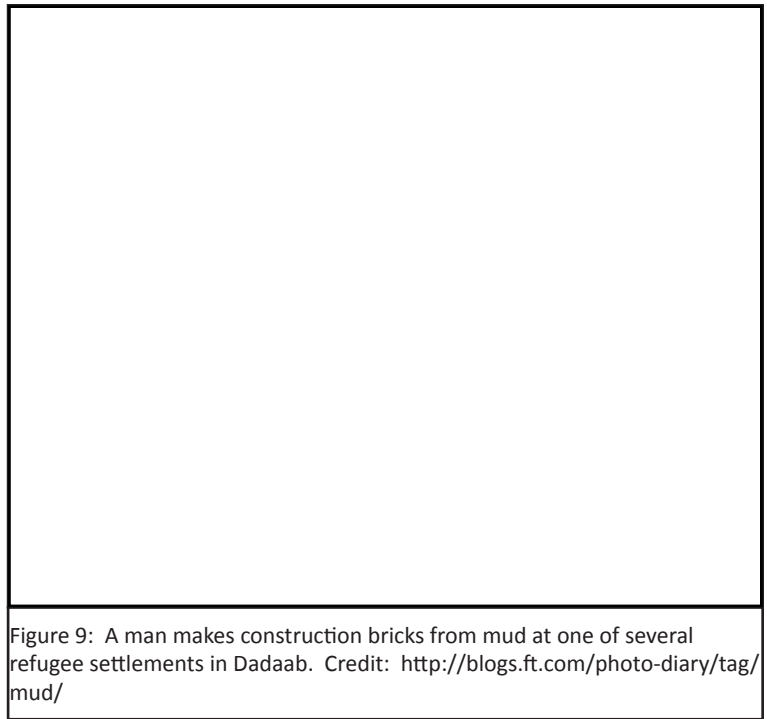 Figure 9:  A man makes construction bricks from mud at one of several
refugee settlements in Dadaab.  Credit:  http://blogs.ft.com/photo-diary/tag/
mud/